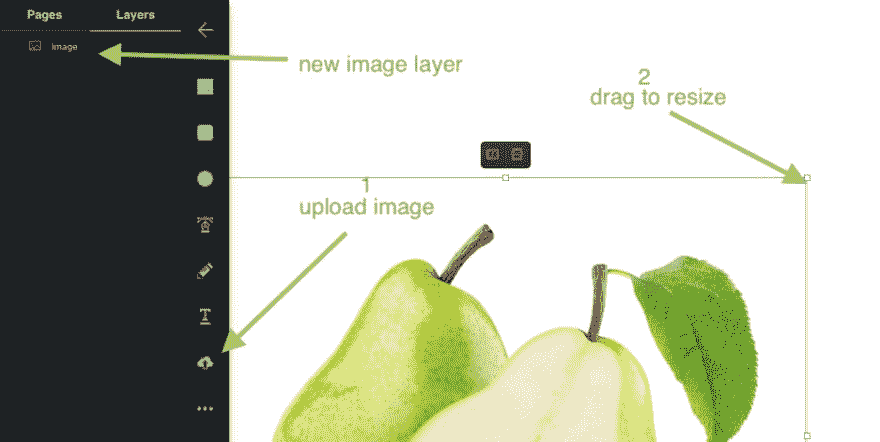 Pages Layers
Image
new image layer
2
drag to resize
1
upload image
T